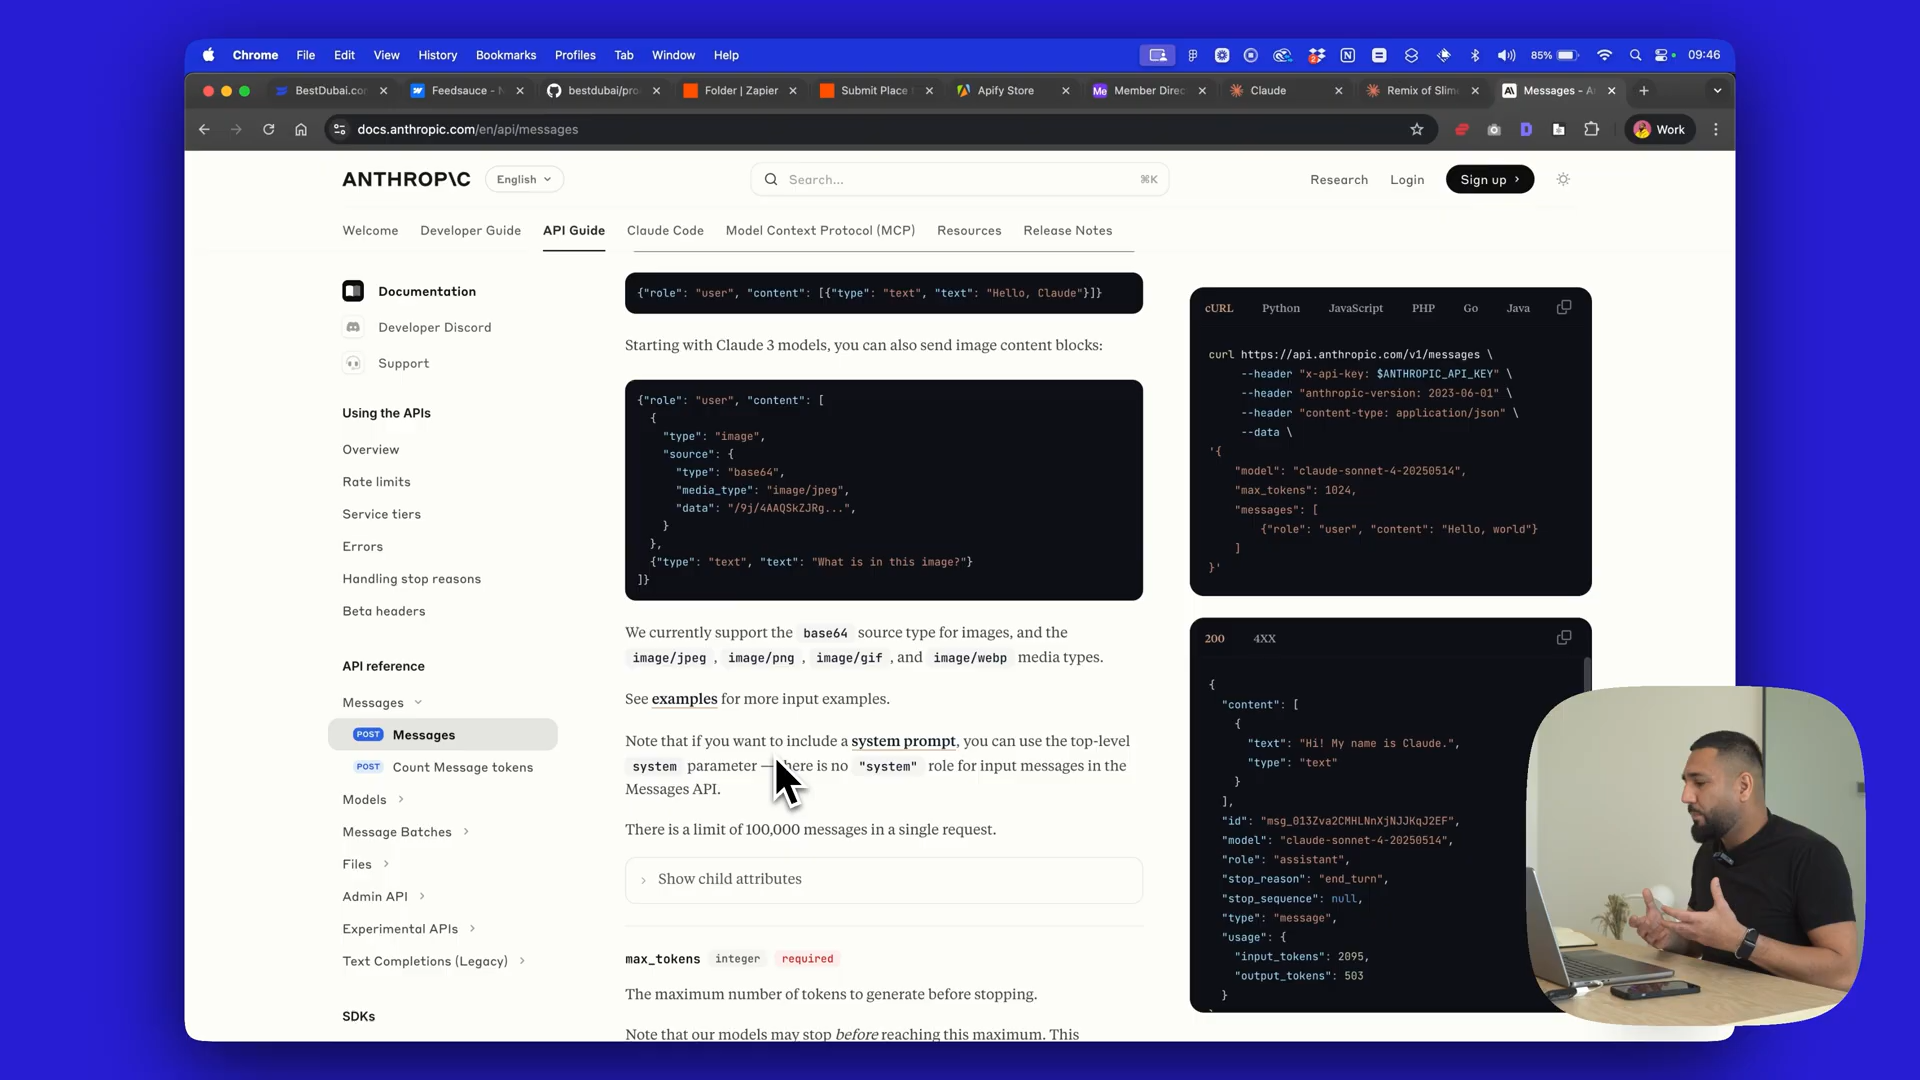 Chrome File Edit View History Bookmarks Profiles Tab Window Help 2 85% 09:46
BestDubai.co Feedsauce - N bestdubai/pro Folder | Zapier Submit Place Apify Store Me Member Direc Claude Remix of Slim Messages - A
docs.anthropic.com/en/api/messages Work
ANTHROP\C English Search... ⌘K Research Login Sign up
Welcome Developer Guide API Guide Claude Code Model Context Protocol (MCP) Resources Release Notes
Documentation
Developer Discord
Support
Using the APIs
Overview
Rate limits
Service tiers
Errors
Handling stop reasons
Beta headers
API reference
Messages
POST Messages
POST Count Message tokens
Models
Message Batches
Files
Admin API
Experimental APIs
Text Completions (Legacy)
SDKs
{"role": "user", "content": [{"type": "text", "text": "Hello, Claude"}]}
Starting with Claude 3 models, you can also send image content blocks:
{"role": "user", "content": [
{
"type": "image",
"source": {
"type": "base64",
"media_type": "image/jpeg",
"data": "/9j/4AAQSkZJRg...",
}
},
{"type": "text", "text": "What is in this image?"}
]}
We currently support the base64 source type for images, and the
image/jpeg , image/png , image/gif , and image/webp media types.
See examples for more input examples.
Note that if you want to include a system prompt, you can use the top-level
system parameter — there is no "system" role for input messages in the
Messages API.
There is a limit of 100,000 messages in a single request.
Show child attributes
max_tokens integer required
The maximum number of tokens to generate before stopping.
Note that our models may stop before reaching this maximum. This
cURL Python JavaScript PHP Go Java
curl https://api.anthropic.com/v1/messages \
--header "x-api-key: $ANTHROPIC_API_KEY" \
--header "anthropic-version: 2023-06-01" \
--header "content-type: application/json" \
--data \
'{
"model": "claude-sonnet-4-20250514",
"max_tokens": 1024,
"messages": [
{"role": "user", "content": "Hello, world"}
]
}'
200 4XX
{
"content": [
{
"text": "Hi! My name is Claude.",
"type": "text"
}
],
"id": "msg_013Zva2CMHLNnXjNJJKqJ2EF",
"model": "claude-sonnet-4-20250514",
"role": "assistant",
"stop_reason": "end_turn",
"stop_sequence": null,
"type": "message",
"usage": {
"input_tokens": 2095,
"output_tokens": 503
}